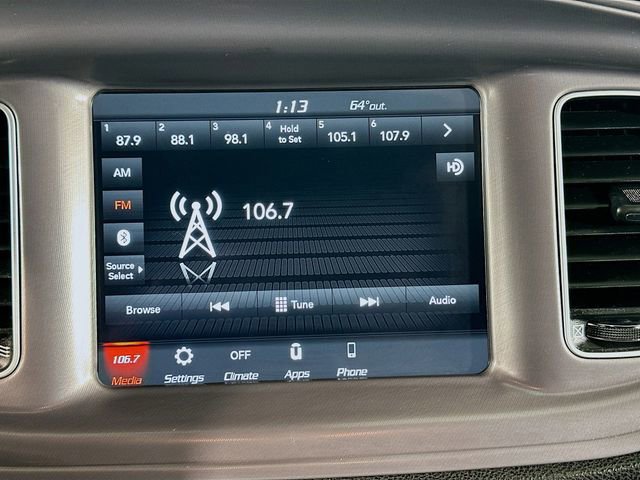 1:13 64°out.
1 87.9 2 88.1 3 98.1 4 Hold to Set 5 105.1 6 107.9
AM
HD
FM
106.7
Source
Select
Browse Tune Audio
106.7 OFF
Media Settings Climate Apps Phone